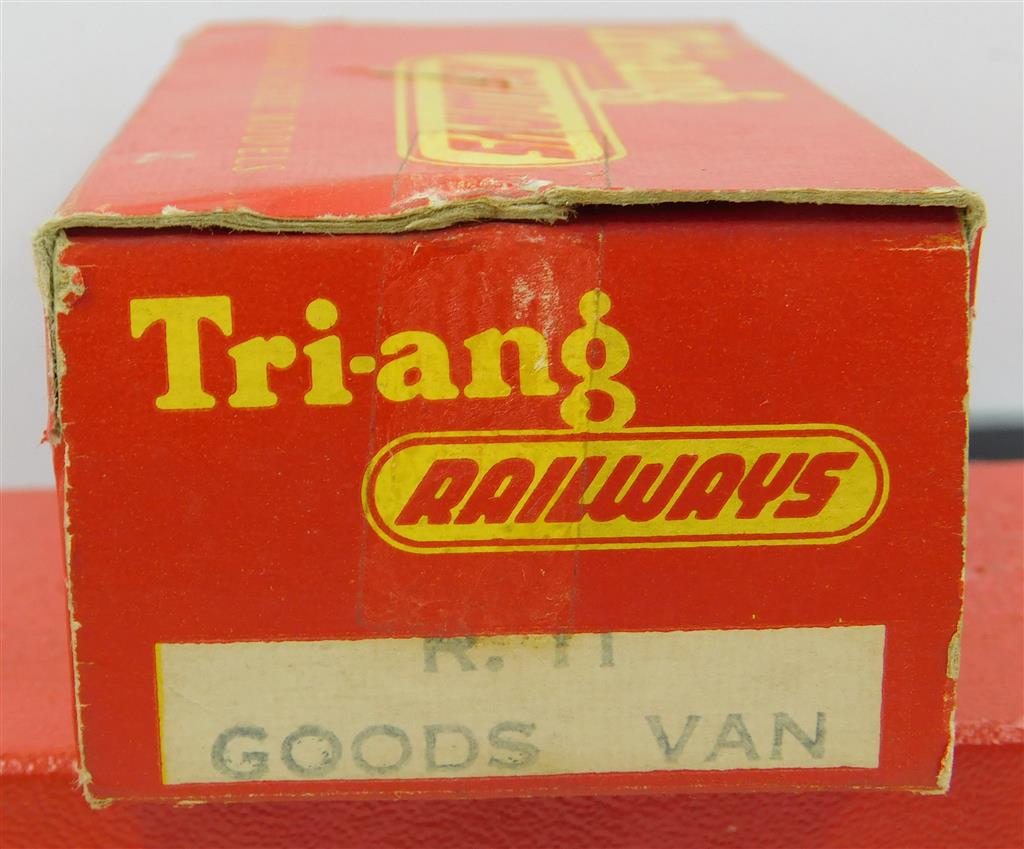 Tri-ang
RAILWAYS
R. 11
GOODS VAN